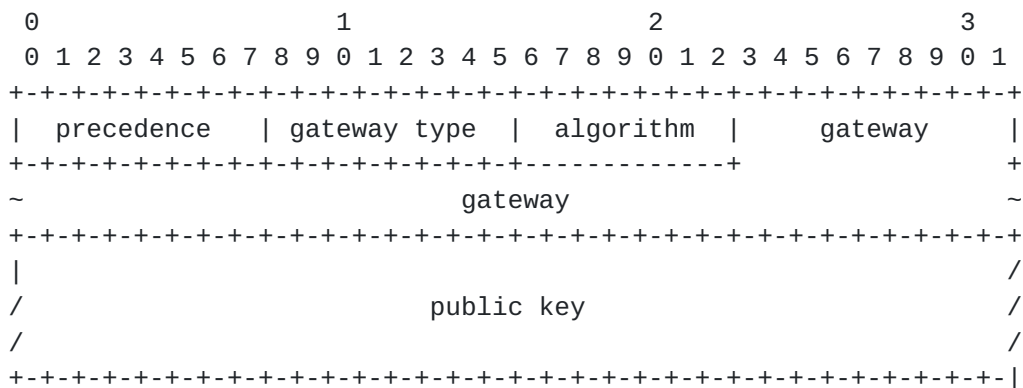 0                   1                   2                   3
 0 1 2 3 4 5 6 7 8 9 0 1 2 3 4 5 6 7 8 9 0 1 2 3 4 5 6 7 8 9 0 1
+-+-+-+-+-+-+-+-+-+-+-+-+-+-+-+-+-+-+-+-+-+-+-+-+-+-+-+-+-+-+-+-+
|  precedence   | gateway type  |  algorithm  |     gateway     |
+-+-+-+-+-+-+-+-+-+-+-+-+-+-+-+-+-------------+                 +
~                            gateway                            ~
+-+-+-+-+-+-+-+-+-+-+-+-+-+-+-+-+-+-+-+-+-+-+-+-+-+-+-+-+-+-+-+-+
|                                                               /
/                          public key                           /
/                                                               /
+-+-+-+-+-+-+-+-+-+-+-+-+-+-+-+-+-+-+-+-+-+-+-+-+-+-+-+-+-+-+-+-|